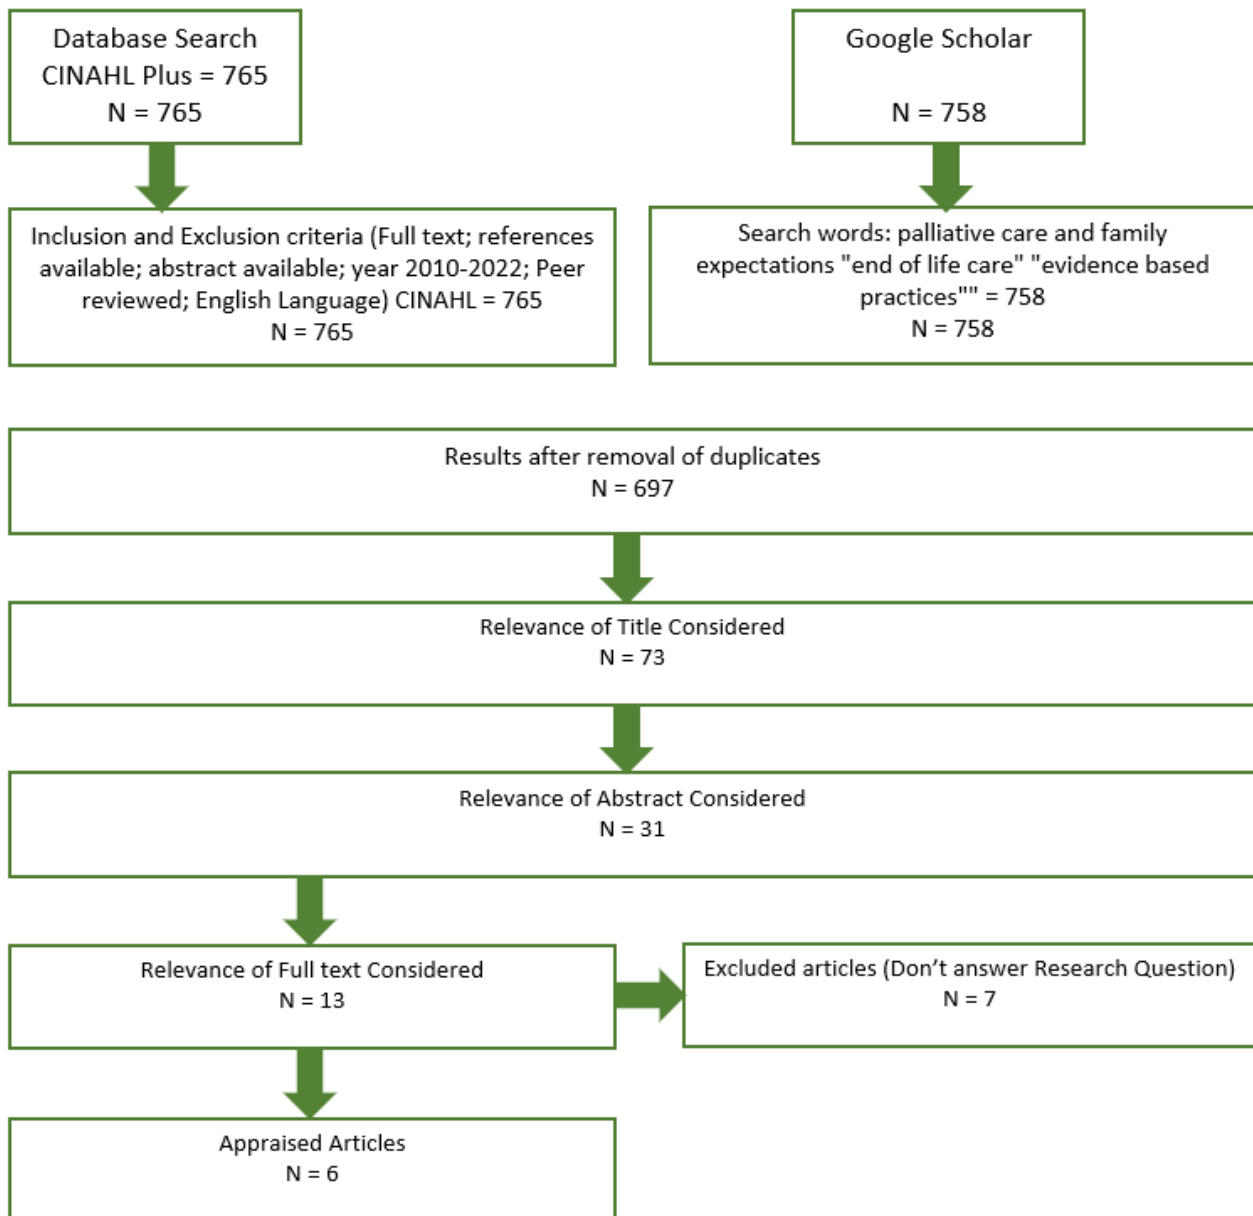 Database Search
CINAHL Plus = 765
N = 765
Google Scholar
N = 758
Inclusion and Exclusion criteria (Full text; references
available; abstract available; year 2010-2022; Peer
reviewed; English Language) CINAHL = 765
N = 765
Search words: palliative care and family
expectations "end of life care" "evidence based
practices"" = 758
N = 758
Results after removal of duplicates
N = 697
Relevance of Title Considered
N = 73
Relevance of Abstract Considered
N = 31
Relevance of Full text Considered
N = 13
Excluded articles (Don’t answer Research Question)
N = 7
Appraised Articles
N = 6